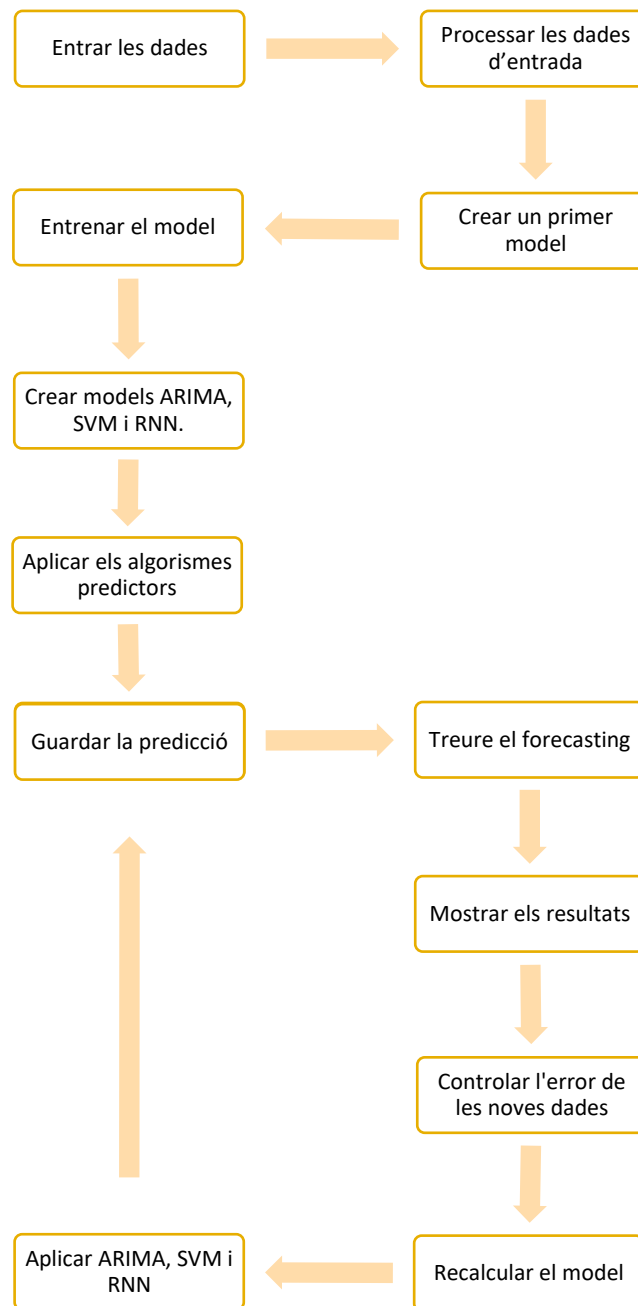 Entrar les dades
Processar les dades
d’entrada
Entrenar el model
Crear un primer
model
Crear models ARIMA,
SVM i RNN.
Aplicar els algorismes
predictors
Guardar la predicció
Treure el forecasting
Mostrar els resultats
Controlar l'error de
les noves dades
Aplicar ARIMA, SVM i
RNN
Recalcular el model